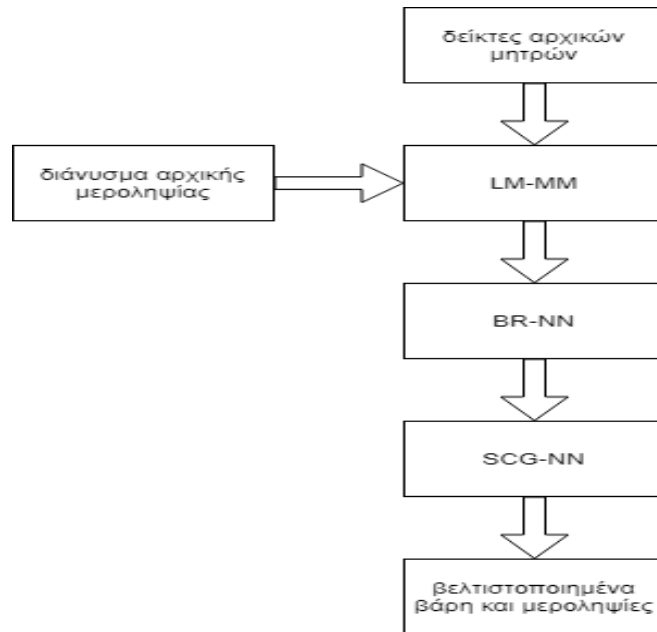 δείκτες αρχικών
μητρών
διάνυσμα αρχικής
μεροληψίας
LM-MM
BR-NN
SCG-NN
βελτιστοποιημένα
βάρη και μεροληψίες